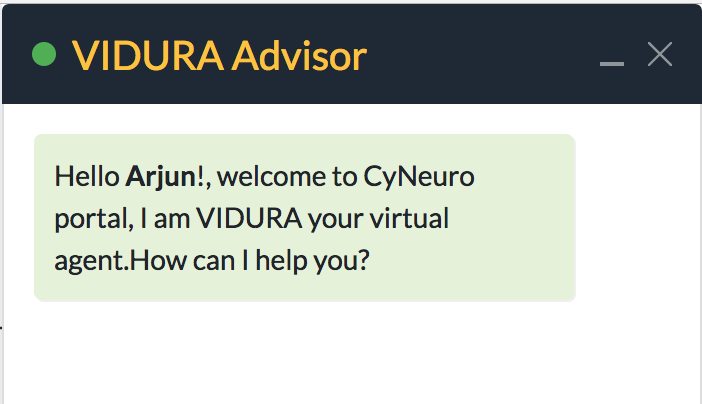 VIDURA Advisor
Hello Arjun!, welcome to CyNeuro
portal, I am VIDURA your virtual
agent.How can I help you?